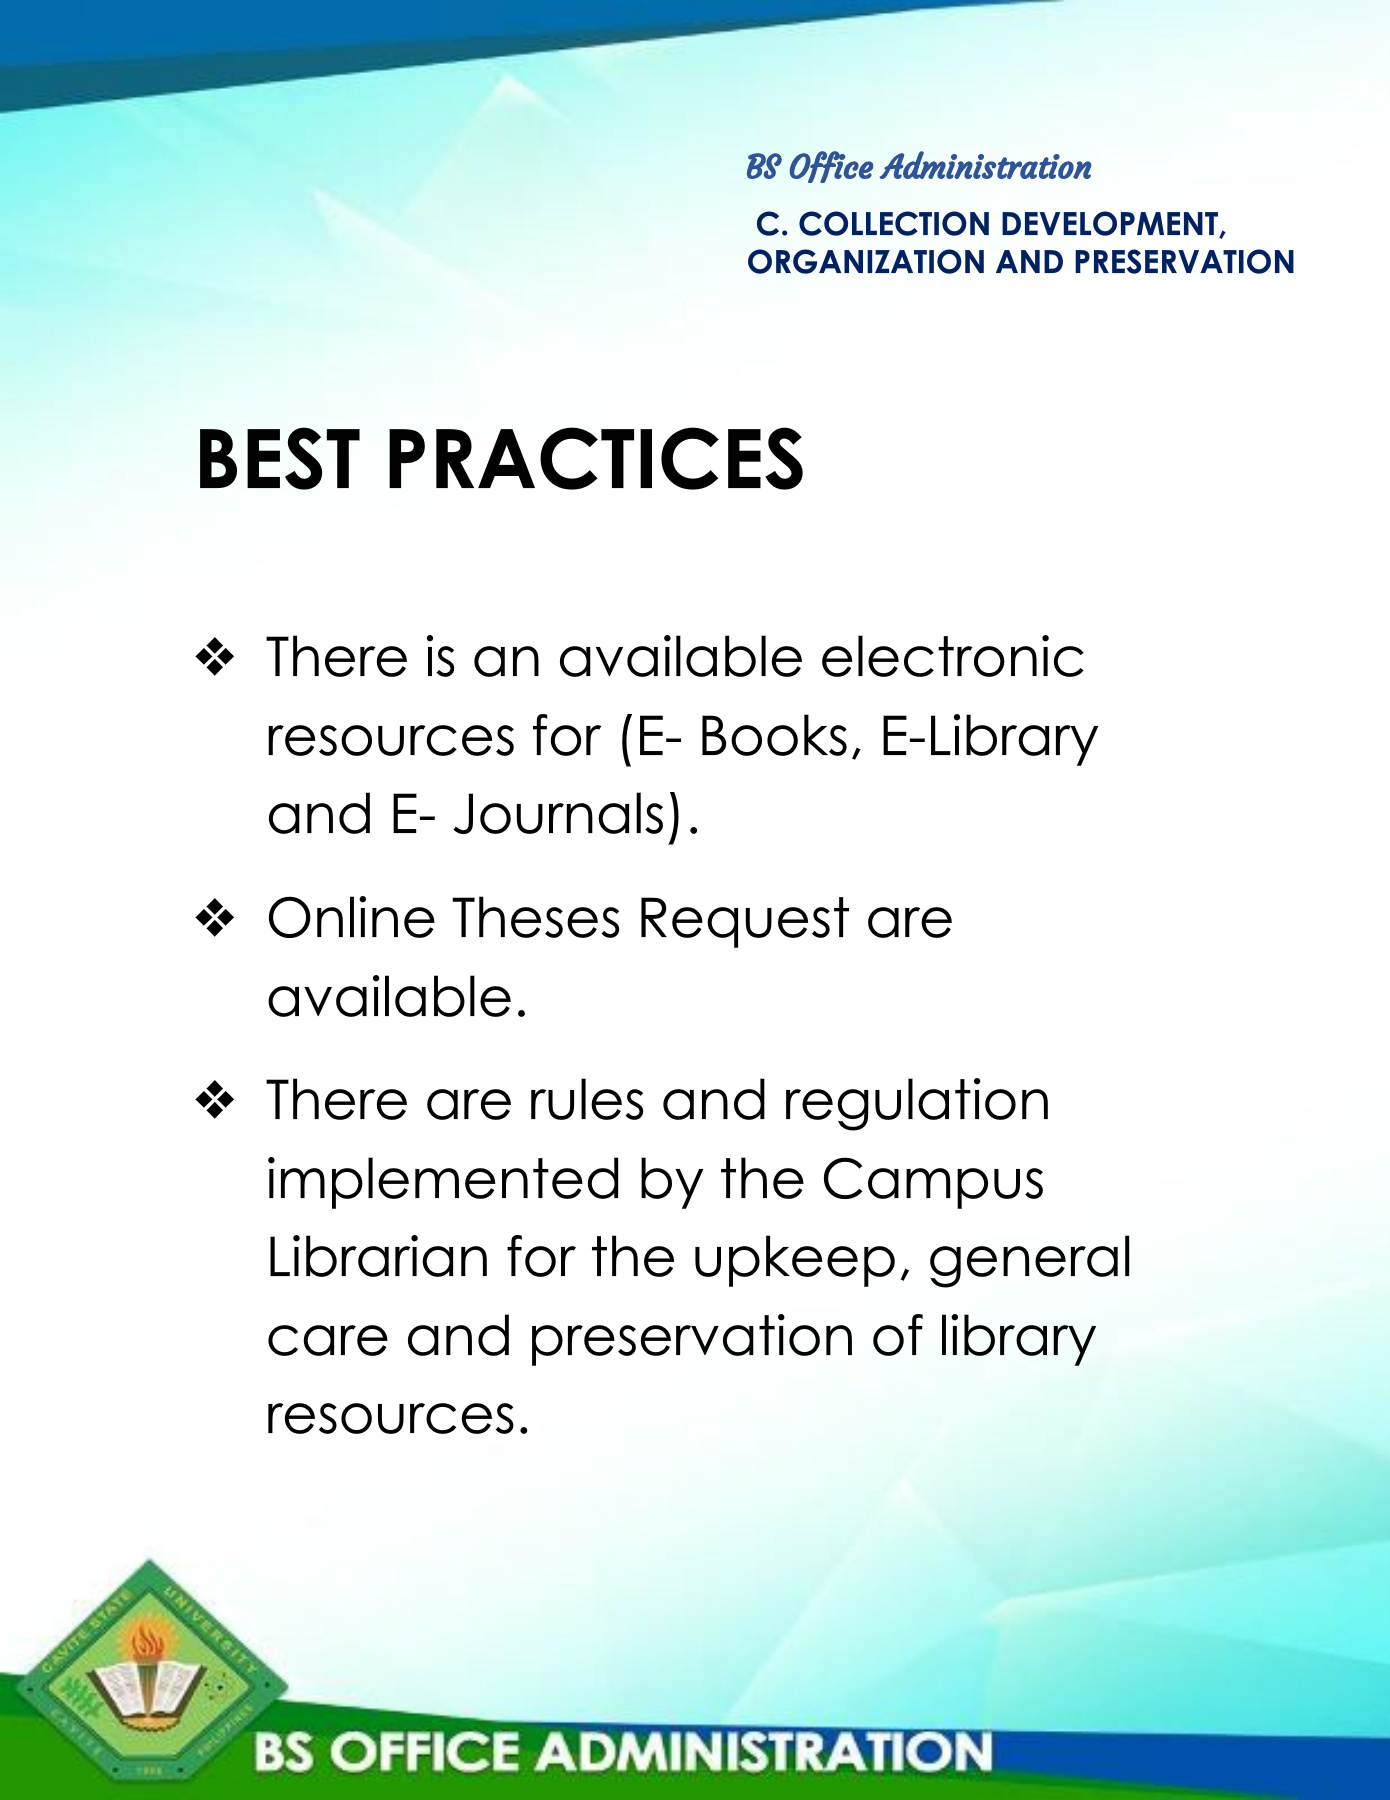 BS Office Administration
C. COLLECTION DEVELOPMENT,
ORGANIZATION AND PRESERVATION
BEST PRACTICES
❖ There is an available electronic
resources for (E- Books, E-Library
and E- Journals).
❖ Online Theses Request are
available.
❖ There are rules and regulation
implemented by the Campus
Librarian for the upkeep, general
care and preservation of library
resources.
CAVITE STATE UNIVERSITY
CAVITE PHILIPPINES
BS OFFICE ADMINISTRATION